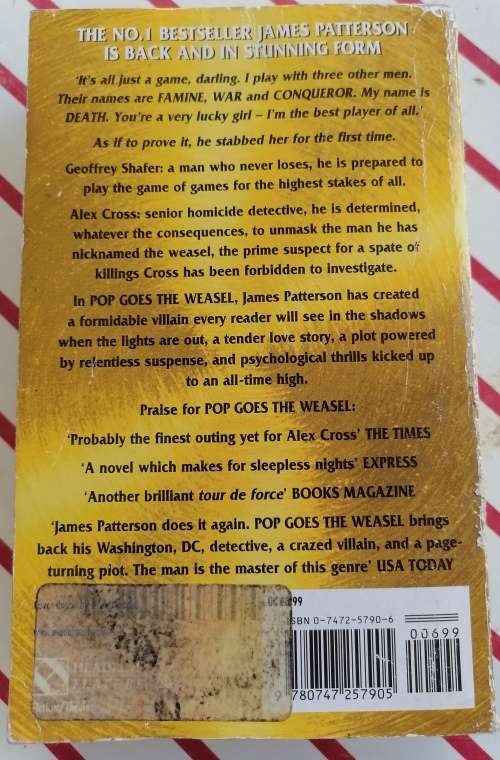 THE NO.1 BESTSELLER JAMES PATTERSON
IS BACK AND IN STUNNING FORM
'It's all just a game, darling. I play with three other men.
Their names are FAMINE, WAR and CONQUEROR. My name is
DEATH. You're a very lucky girl – I'm the best player of all.'
As if to prove it, he stabbed her for the first time.
Geoffrey Shafer: a man who never loses, he is prepared to
play the game of games for the highest stakes of all.
Alex Cross: senior homicide detective, he is determined,
whatever the consequences, to unmask the man he has
nicknamed the weasel, the prime suspect for a spate of
killings Cross has been forbidden to investigate.
In POP GOES THE WEASEL, James Patterson has created
a formidable villain every reader will see in the shadows
when the lights are out, a tender love story, a plot powered
by relentless suspense, and psychological thrills kicked up
to an all-time high.
Praise for POP GOES THE WEASEL:
'Probably the finest outing yet for Alex Cross' THE TIMES
'A novel which makes for sleepless nights' EXPRESS
'Another brilliant tour de force' BOOKS MAGAZINE
'James Patterson does it again. POP GOES THE WEASEL brings
back his Washington, DC, detective, a crazed villain, and a page-
turning plot. The man is the master of this genre' USA TODAY
99
ISBN 0-7472-5790-6
00699
9 780747 257905